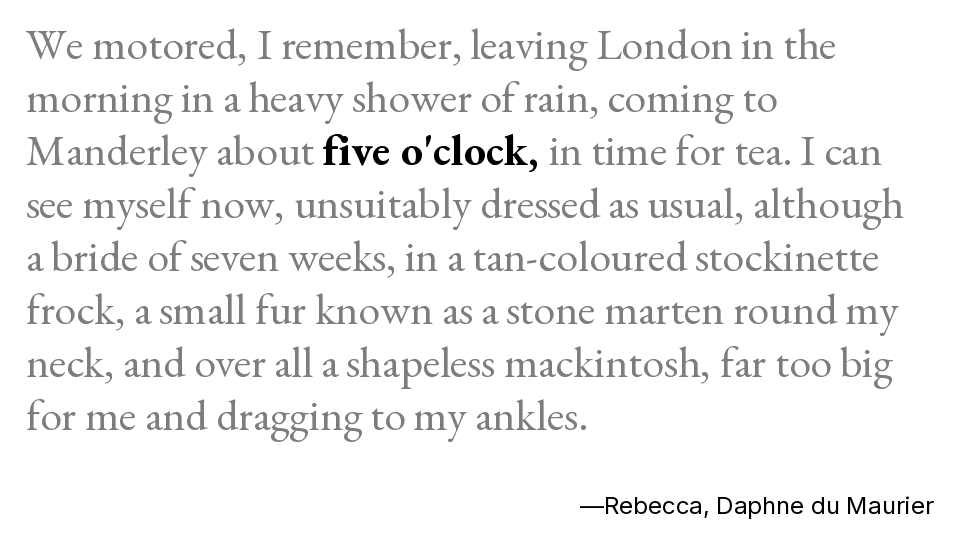 We motored, I remember, leaving London in the
morning in a heavy shower of rain, coming to
Manderley about five o'clock, in time for tea. I can
see myself now, unsuitably dressed as usual, although
a bride of seven weeks, in a tan-coloured stockinette
frock, a small fur known as a stone marten round my
neck, and over all a shapeless mackintosh, far too big
for me and dragging to my ankles.
—Rebecca, Daphne du Maurier